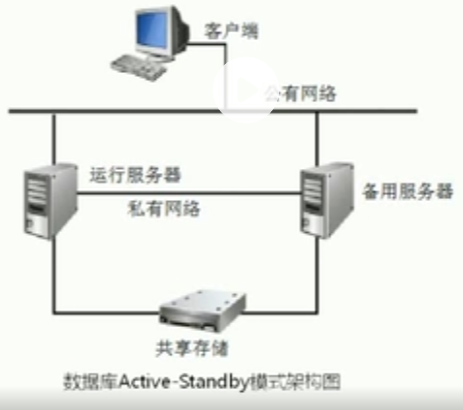 客户端
公有网络
运行服务器
私有网络
备用服务器
共享存储
数据库Active-Standby模式架构图